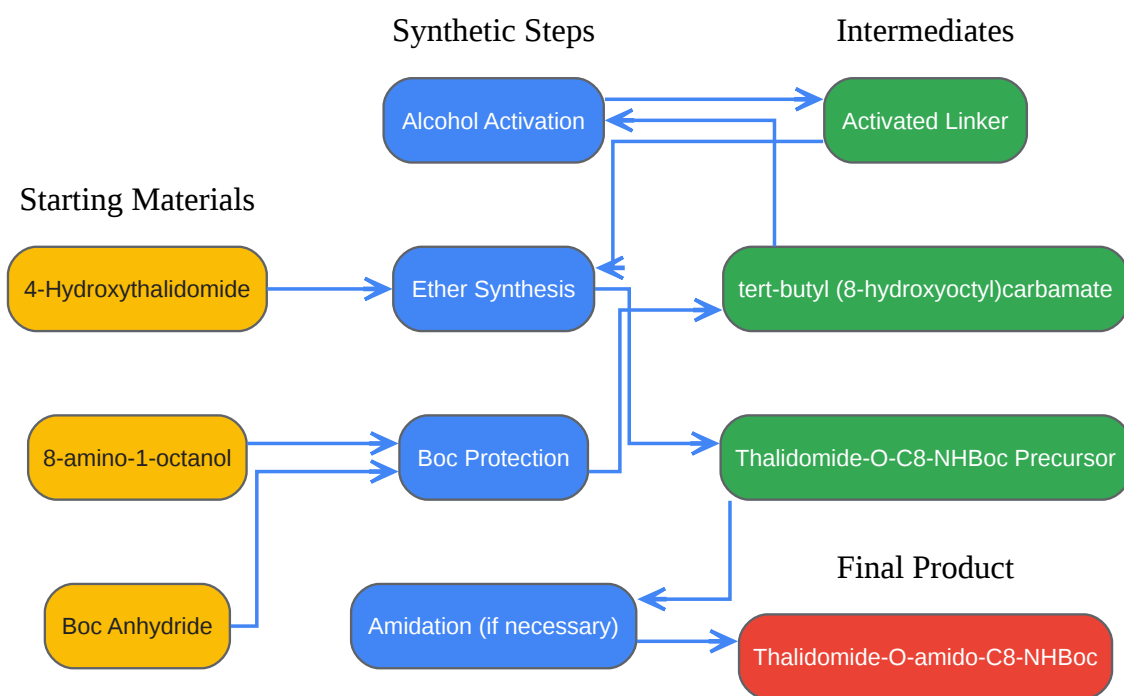 Synthetic Steps
Intermediates
Alcohol Activation
Activated Linker
Starting Materials
4-Hydroxythalidomide
Ether Synthesis
tert-butyl (8-hydroxyoctyl)carbamate
8-amino-1-octanol
Boc Protection
Thalidomide-O-C8-NHBoc Precursor
Final Product
Boc Anhydride
Amidation (if necessary)
Thalidomide-O-amido-C8-NHBoc